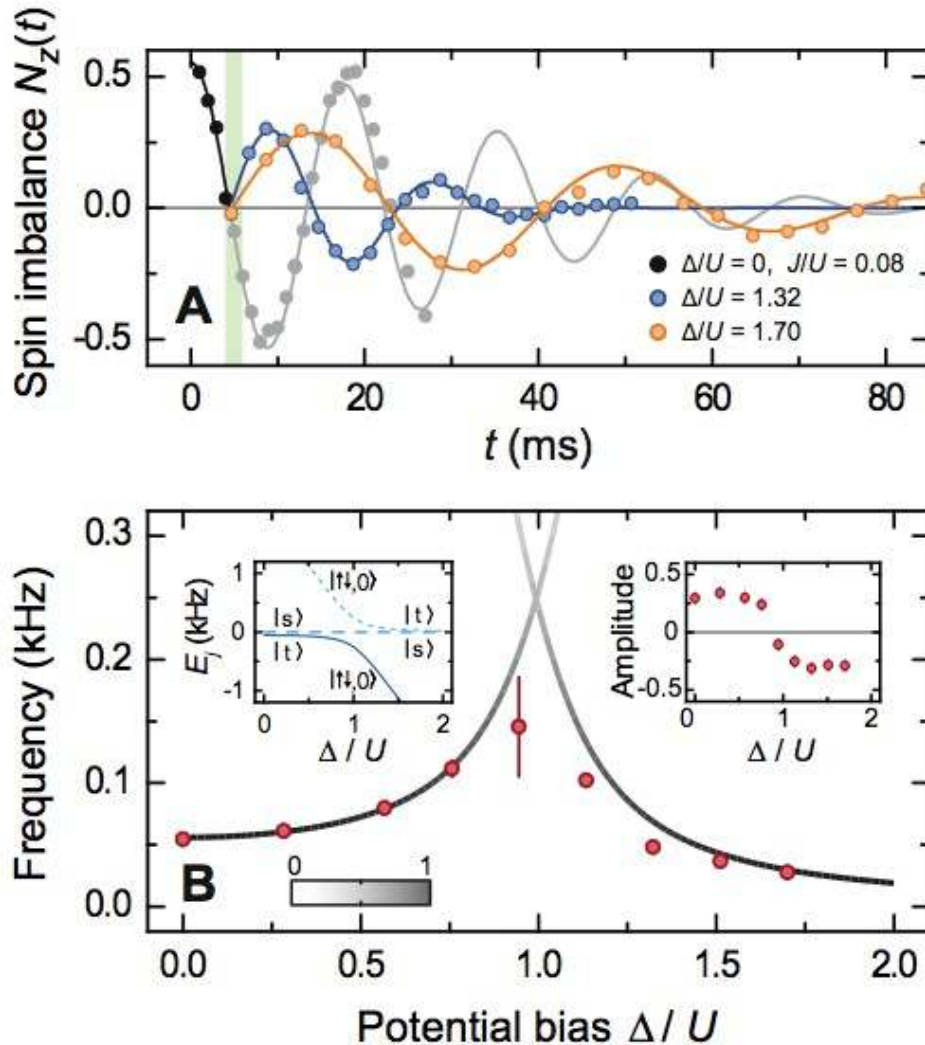 Spin imbalance N_z(t)
0.5
0.0
-0.5
A
Δ/U = 0, J/U = 0.08
Δ/U = 1.32
Δ/U = 1.70
0 20 40 60 80
t (ms)
Frequency (kHz)
0.3
0.2
0.1
0.0
E_j (kHz)
1
0
-1
|↑↓,0⟩
|s⟩ |t⟩
|t⟩ |s⟩
|↑↓,0⟩
0 1 2
Δ / U
Amplitude
0.5
0
-0.5
0 1 2
Δ / U
B
0 1
0.0 0.5 1.0 1.5 2.0
Potential bias Δ / U